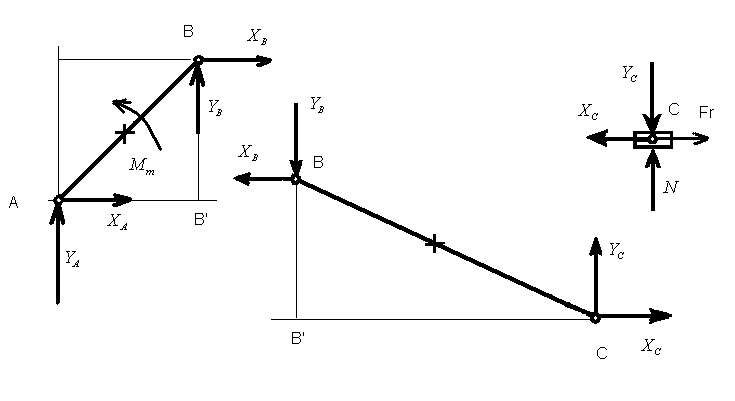 B
X_B
Y_B
M_m
A
X_A
B'
Y_A
Y_B
X_B
B
B'
Y_C
X_C
C
Y_C
X_C
C
Fr
N